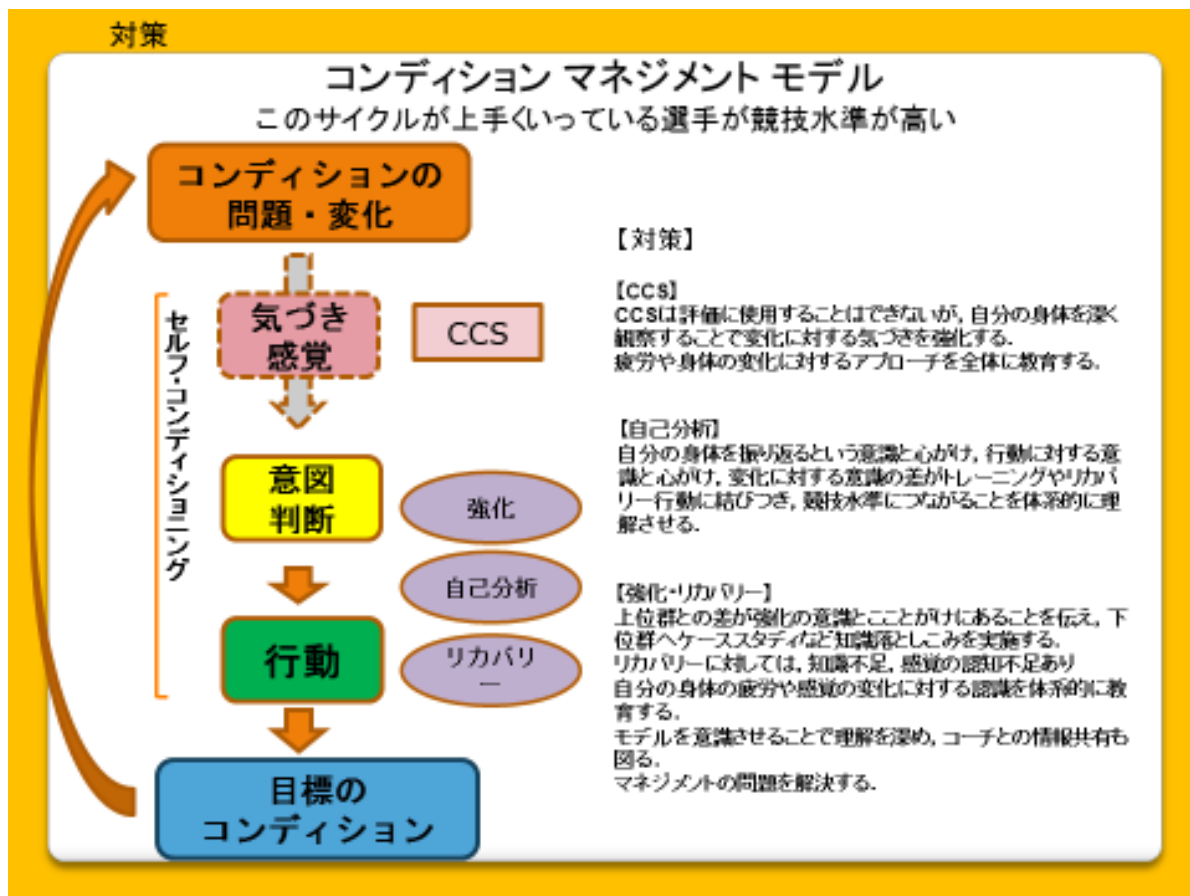 対策
コンディション マネジメント モデル
このサイクルが上手くいっている選手が競技水準が高い
コンディションの
問題・変化
気づき
感覚
CCS
セルフ・コンディショニング
意図
判断
強化
自己分析
行動
リカバリ
ー
目標の
コンディション
【対策】
【CCS】
CCSは評価に使用することはできないが，自分の身体を深く
観察することで変化に対する気づきを強化する．
疲労や身体の変化に対するアプローチを全体に教育する．
【自己分析】
自分の身体を振り返るという意識と心がけ，行動に対する意
識と心がけ，変化に対する意識の差がトレーニングやリカバ
リー行動に結びつき，競技水準につながることを体系的に理
解させる．
【強化・リカバリー】
上位群との差が強化の意識とこことがけにあることを伝え，下
位群へケーススタディなど知識落としこみを実施する．
リカバリーに対しては，知識不足，感覚の認知不足あり
自分の身体の疲労や感覚の変化に対する認識を体系的に教
育する．
モデルを意識させることで理解を深め，コーチとの情報共有も
図る．
マネジメントの問題を解決する．